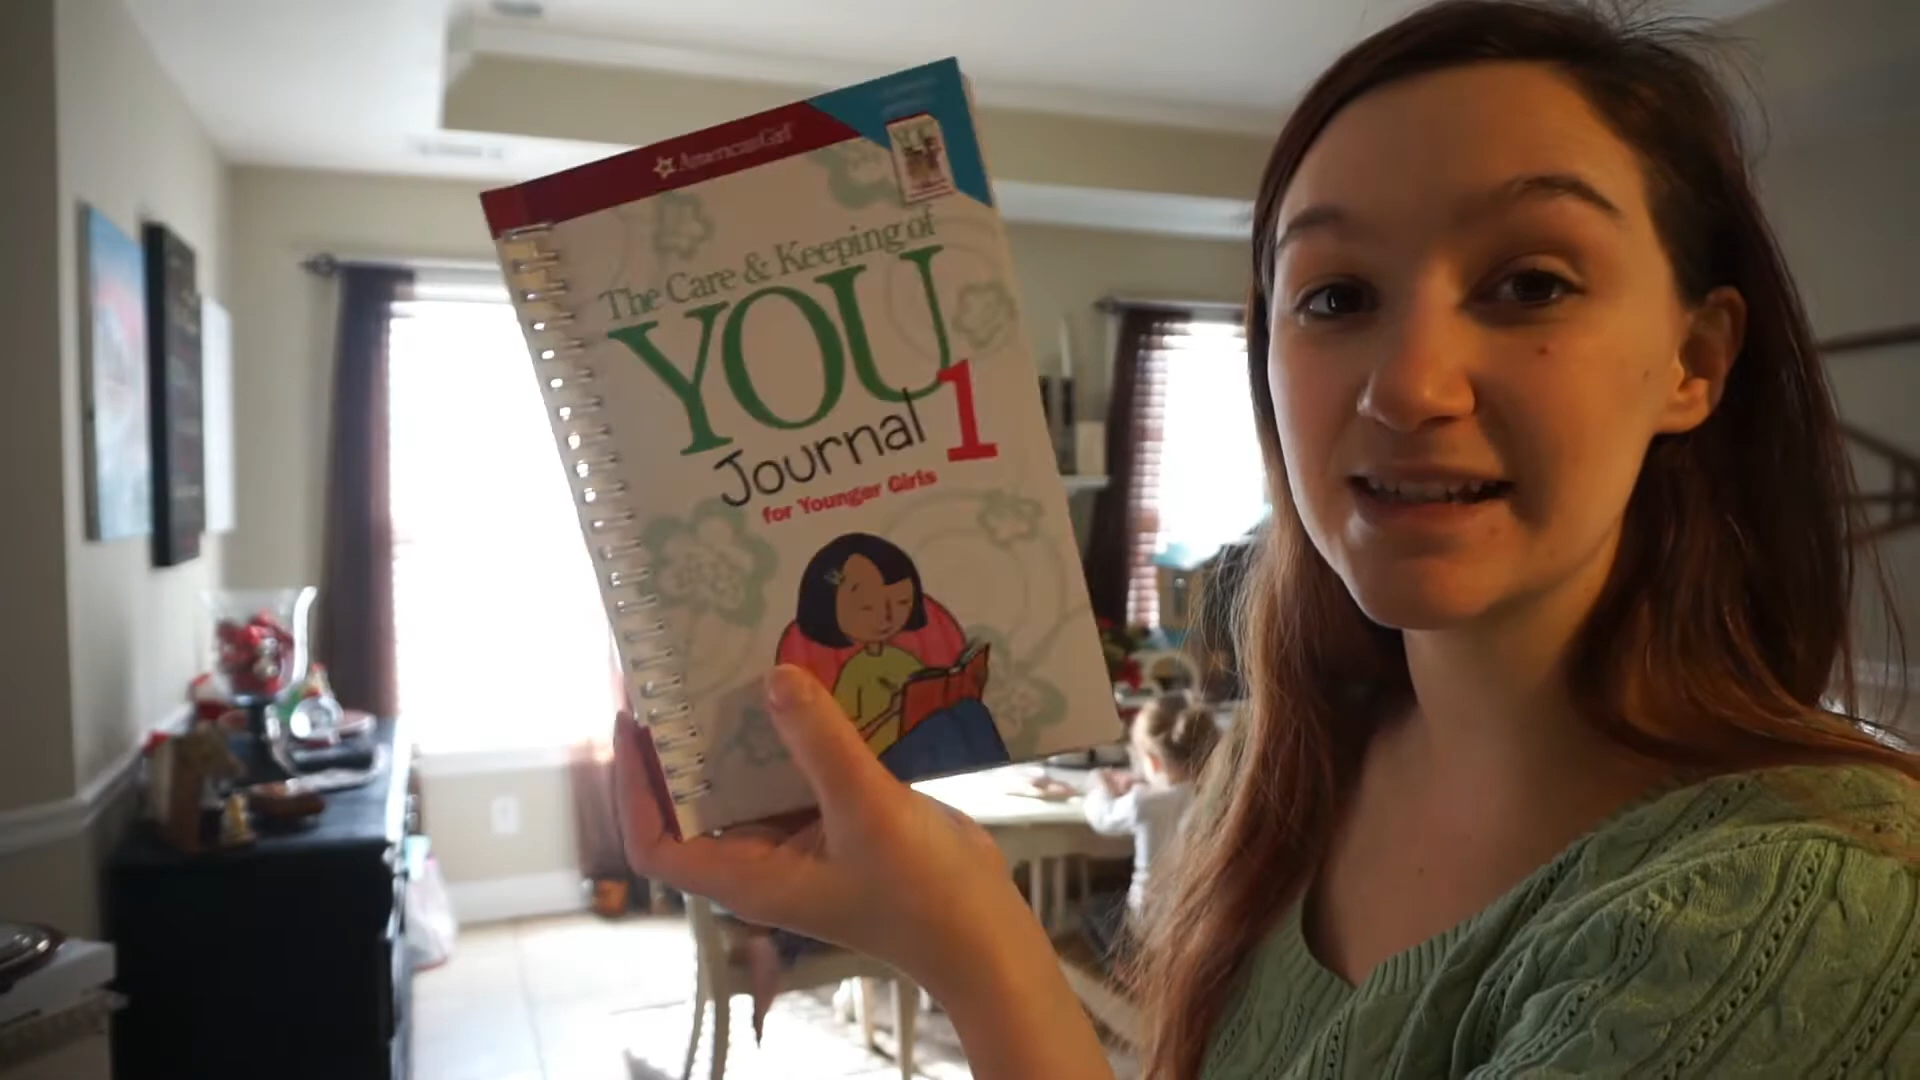 AmericanGirl
The Care & Keeping of
YOU
Journal 1
for Younger Girls